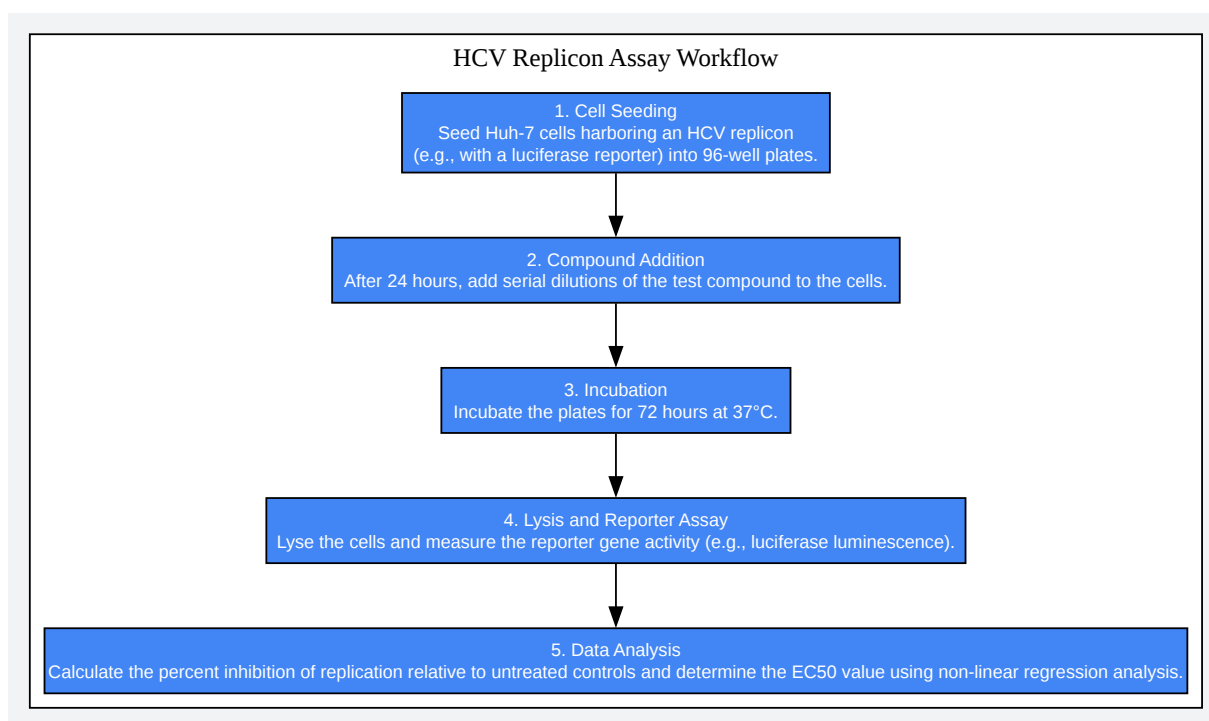 HCV Replicon Assay Workflow
1. Cell Seeding
Seed Huh-7 cells harboring an HCV replicon
(e.g., with a luciferase reporter) into 96-well plates.
2. Compound Addition
After 24 hours, add serial dilutions of the test compound to the cells.
3. Incubation
Incubate the plates for 72 hours at 37°C.
4. Lysis and Reporter Assay
Lyse the cells and measure the reporter gene activity (e.g., luciferase luminescence).
5. Data Analysis
Calculate the percent inhibition of replication relative to untreated controls and determine the EC50 value using non-linear regression analysis.